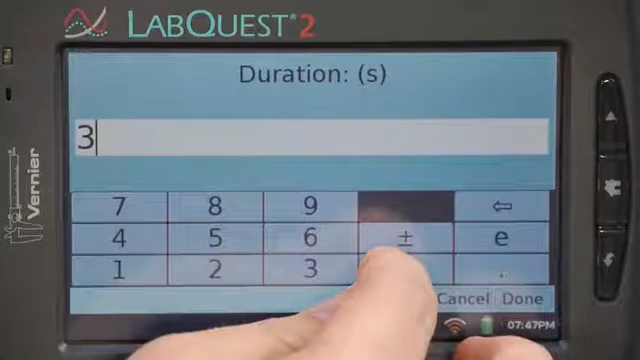 LABQUEST® 2
Duration: (s)
3
7 8 9 ⇦
4 5 6 ± e
1 2 3 .
Cancel Done
07:47PM
Vernier